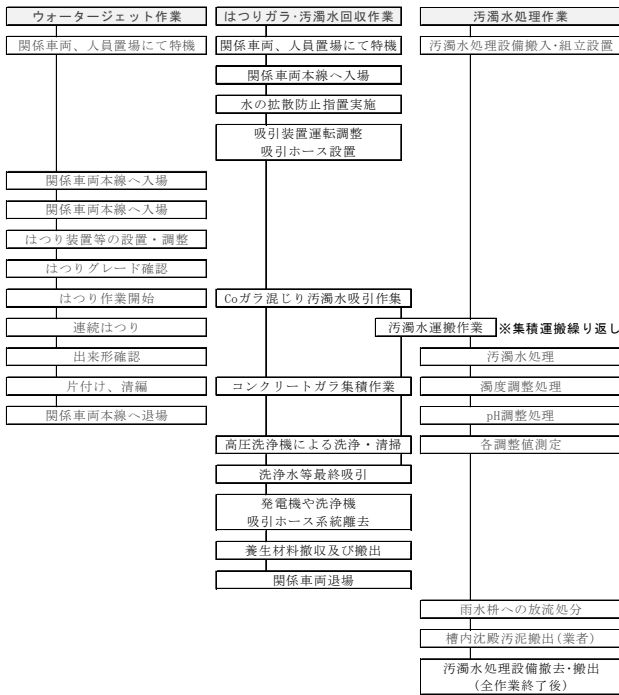 ウォータージェット作業
関係車両、人員置場にて特機
関係車両本線へ入場
関係車両本線へ入場
はつり装置等の設置・調整
はつりグレード確認
はつり作業開始
連続はつり
出来形確認
片付け、清編
関係車両本線へ退場
はつりガラ・汚濁水回収作業
関係車両、人員置場にて特機
関係車両本線へ入場
水の拡散防止指置実施
吸引装置運転調整
吸引ホース設置
Coガラ混じり汚濁水吸引作集
汚濁水運搬作業 ※集積運搬繰り返し
コンクリートガラ集積作業
高圧洗浄機による洗浄・清掃
洗浄水等最終吸引
発電機や洗浄機
吸引ホース系統離去
養生材料撤収及び搬出
関係車両退場
汚濁水処理作業
汚濁水処理設備搬入・組立設置
汚濁水処理
濁度調整処理
pH調整処理
各調整値測定
雨水枡への放流処分
槽内沈殿汚泥搬出(業者)
汚濁水処理設備撤去・搬出
(全作業終了後)